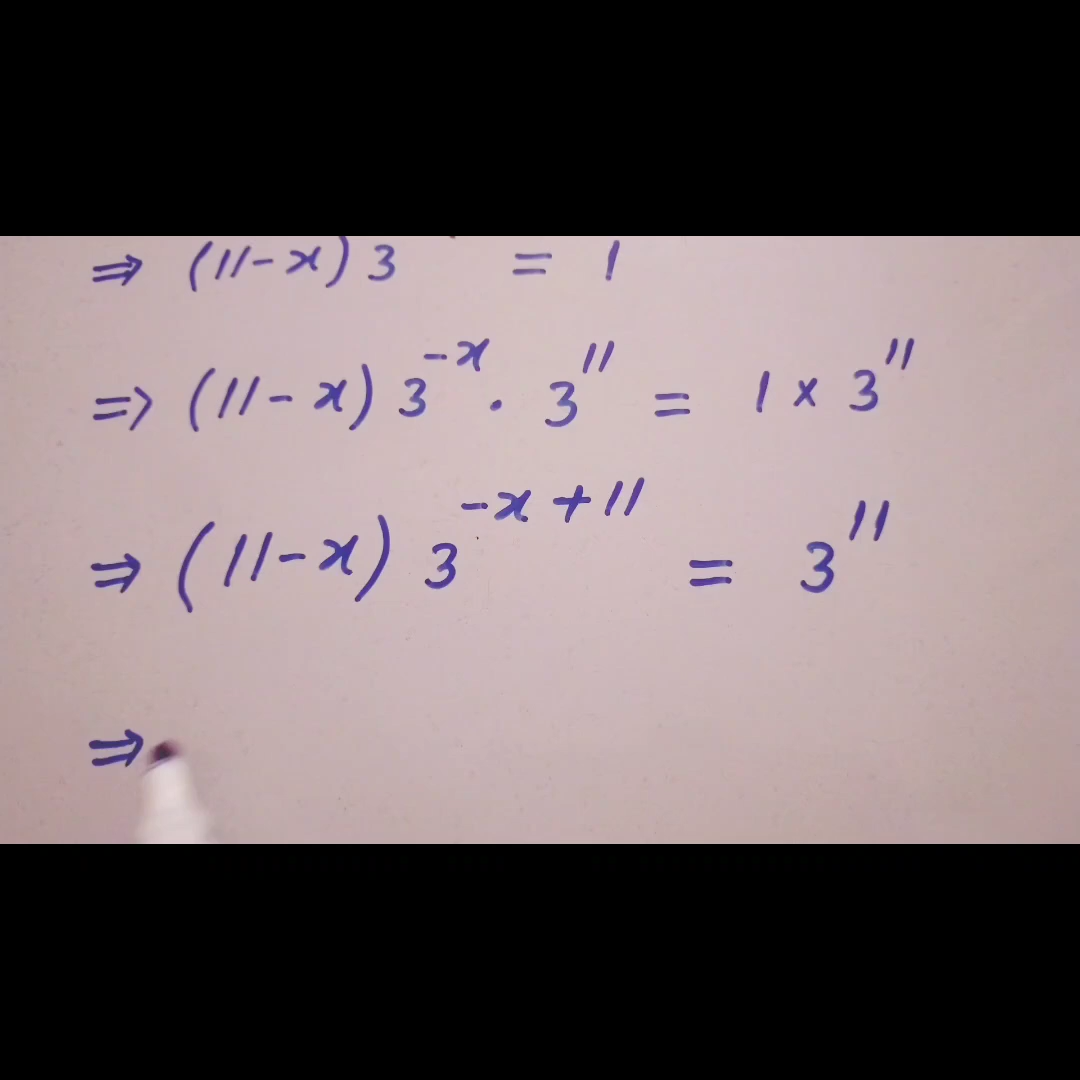 ⇒ (11-x) 3 = 1
⇒ (11-x) 3^{-x} · 3^{11} = 1 × 3^{11}
⇒ (11-x) 3^{-x+11} = 3^{11}
⇒